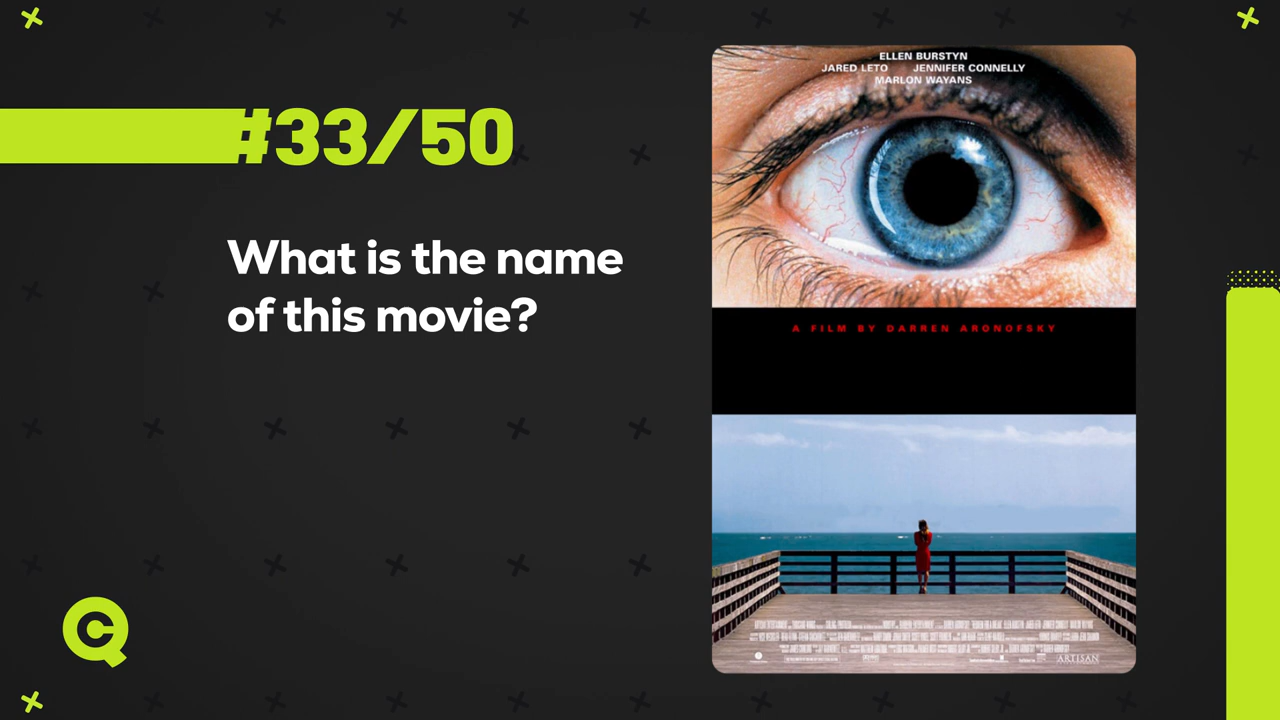 #33/50
What is the name
of this movie?
ELLEN BURSTYN
JARED LETO JENNIFER CONNELLY
MARLON WAYANS
A FILM BY DARREN ARONOFSKY
ARTISAN